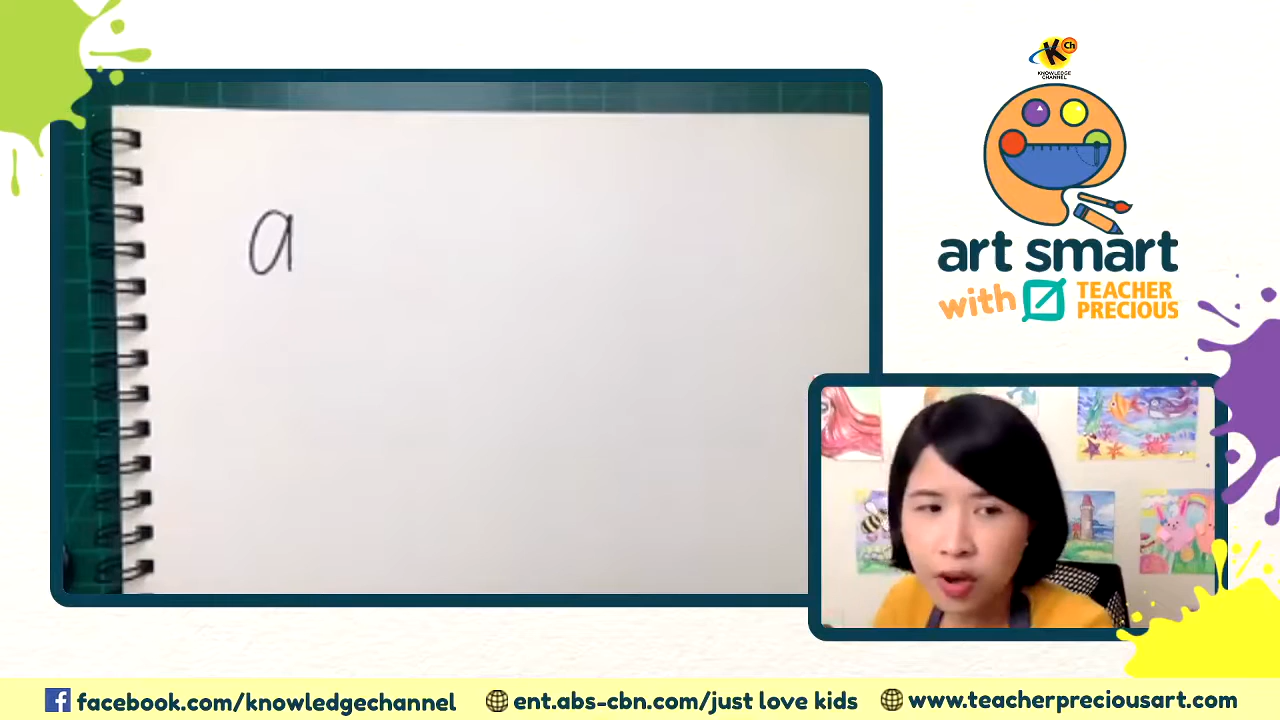 a
K Ch
KNOWLEDGE
CHANNEL
art smart
with TEACHER
PRECIOUS
facebook.com/knowledgechannel
ent.abs-cbn.com/just love kids
www.teacherpreciousart.com